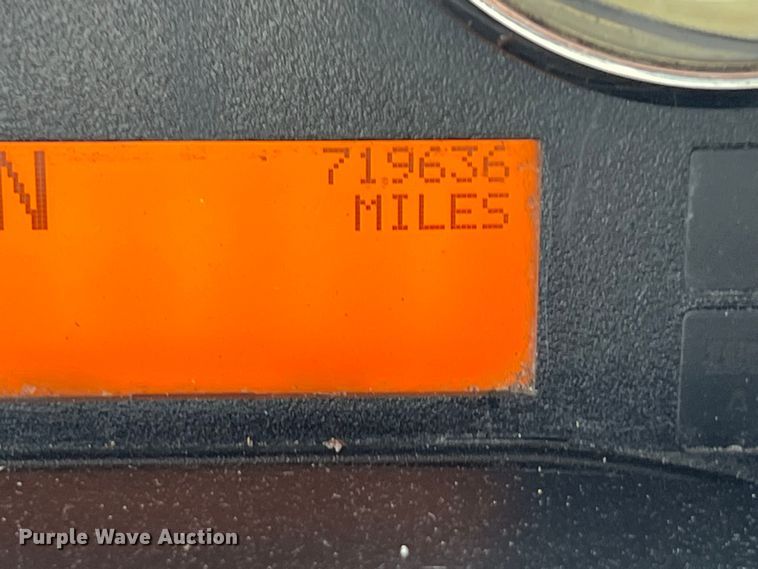 N
719636
MILES
Purple Wave Auction